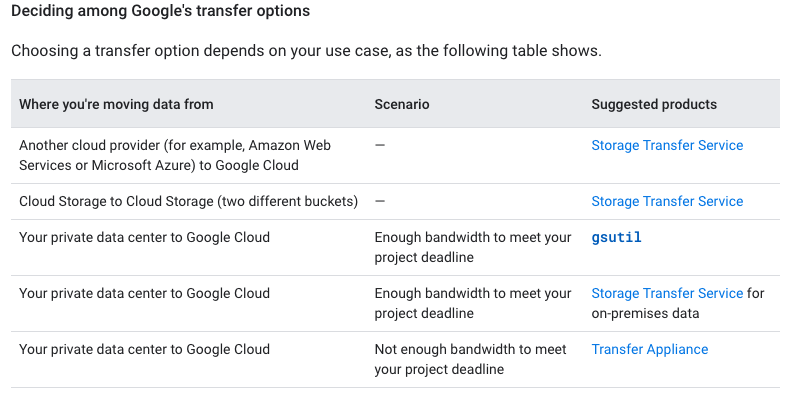 Deciding among Google's transfer options
Choosing a transfer option depends on your use case, as the following table shows.
Where you're moving data from Scenario Suggested products
Another cloud provider (for example, Amazon Web — Storage Transfer Service
Services or Microsoft Azure) to Google Cloud
Cloud Storage to Cloud Storage (two different buckets) — Storage Transfer Service
Your private data center to Google Cloud Enough bandwidth to meet your gsutil
project deadline
Your private data center to Google Cloud Enough bandwidth to meet your Storage Transfer Service for
project deadline on-premises data
Your private data center to Google Cloud Not enough bandwidth to meet Transfer Appliance
your project deadline